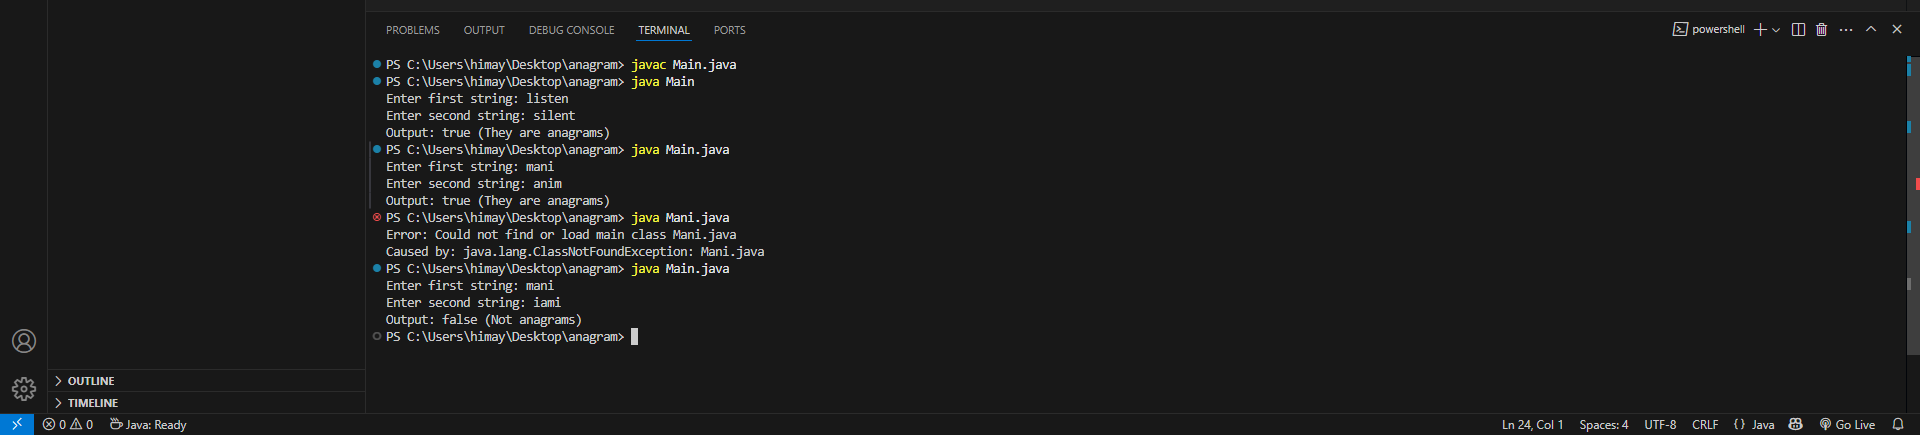 PROBLEMS OUTPUT DEBUG CONSOLE TERMINAL PORTS powershell
PS C:\Users\himay\Desktop\anagram> javac Main.java
PS C:\Users\himay\Desktop\anagram> java Main
Enter first string: listen
Enter second string: silent
Output: true (They are anagrams)
PS C:\Users\himay\Desktop\anagram> java Main.java
Enter first string: mani
Enter second string: anim
Output: true (They are anagrams)
PS C:\Users\himay\Desktop\anagram> java Mani.java
Error: Could not find or load main class Mani.java
Caused by: java.lang.ClassNotFoundException: Mani.java
PS C:\Users\himay\Desktop\anagram> java Main.java
Enter first string: mani
Enter second string: iami
Output: false (Not anagrams)
PS C:\Users\himay\Desktop\anagram>
OUTLINE
TIMELINE
0 0 Java: Ready Ln 24, Col 1 Spaces: 4 UTF-8 CRLF {} Java Go Live